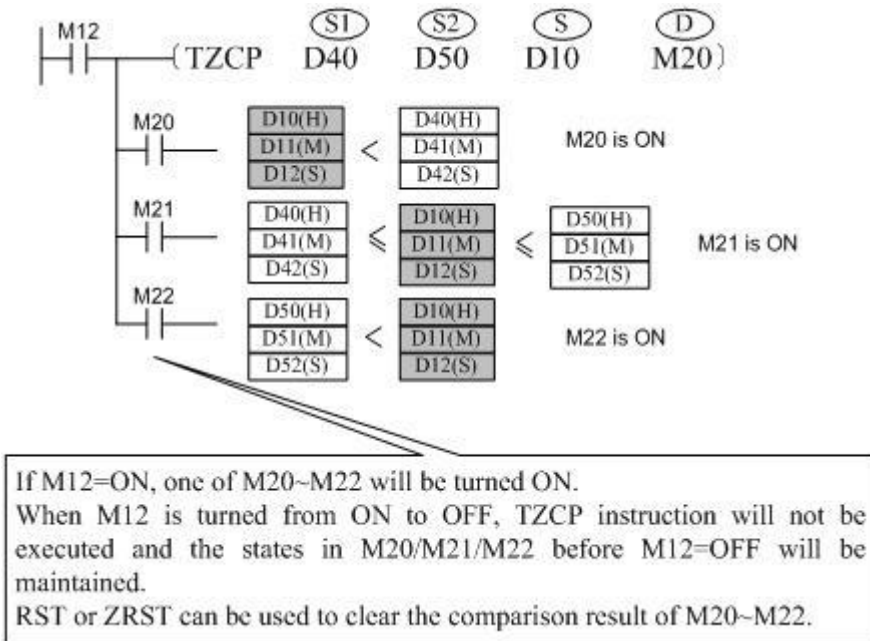 M12
S1 S2 S D
TZCP D40 D50 D10 M20
M20
D10(H)
D11(M)
D12(S)
<
D40(H)
D41(M)
D42(S)
M20 is ON
M21
D40(H)
D41(M)
D42(S)
≤
D10(H)
D11(M)
D12(S)
≤
D50(H)
D51(M)
D52(S)
M21 is ON
M22
D50(H)
D51(M)
D52(S)
<
D10(H)
D11(M)
D12(S)
M22 is ON
If M12=ON, one of M20~M22 will be turned ON.
When M12 is turned from ON to OFF, TZCP instruction will not be
executed and the states in M20/M21/M22 before M12=OFF will be
maintained.
RST or ZRST can be used to clear the comparison result of M20~M22.